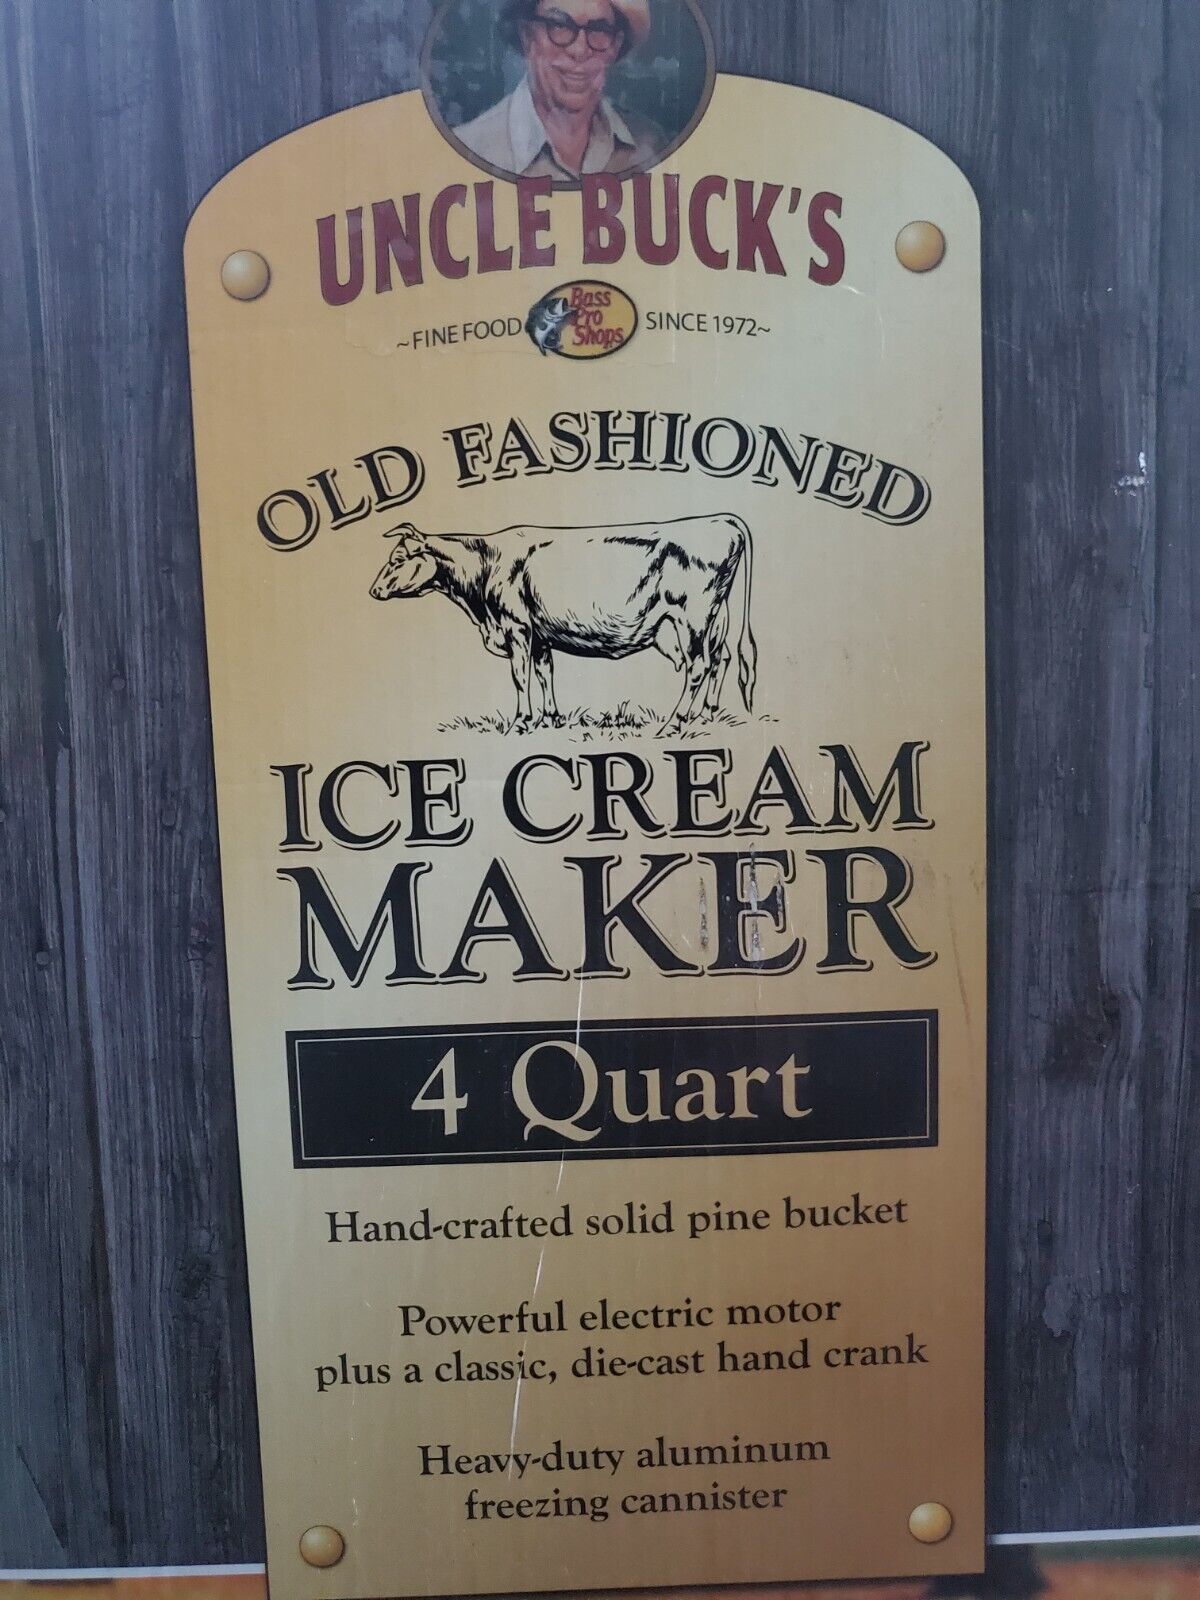 UNCLE BUCK'S
~FINE FOOD Bass Pro Shops SINCE 1972~
OLD FASHIONED
ICE CREAM
MAKER
4 Quart
Hand-crafted solid pine bucket
Powerful electric motor
plus a classic, die-cast hand crank
Heavy-duty aluminum
freezing cannister